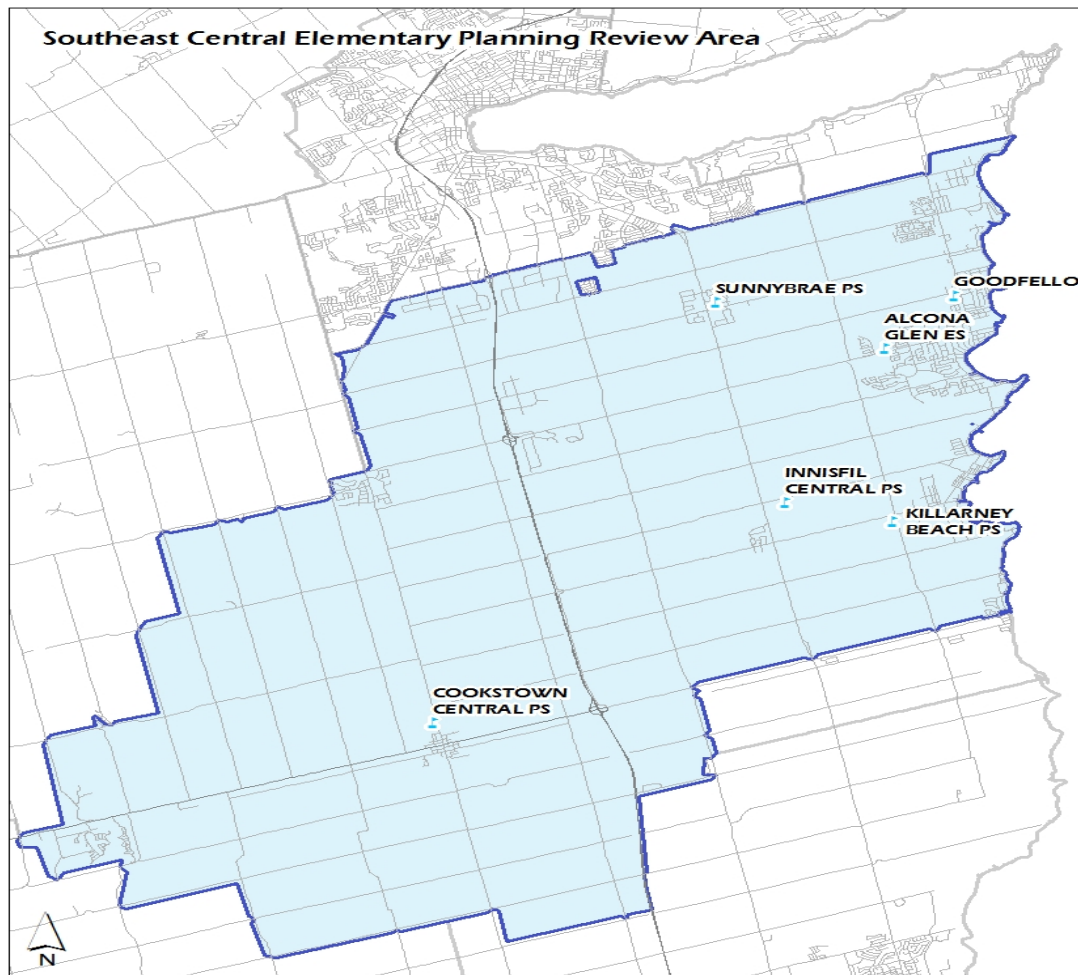 Southeast Central Elementary Planning Review Area
SUNNYBRAE PS
GOODFELLO
ALCONA
GLEN ES
INNISFIL
CENTRAL PS
KILLARNEY
BEACH PS
COOKSTOWN
CENTRAL PS
N